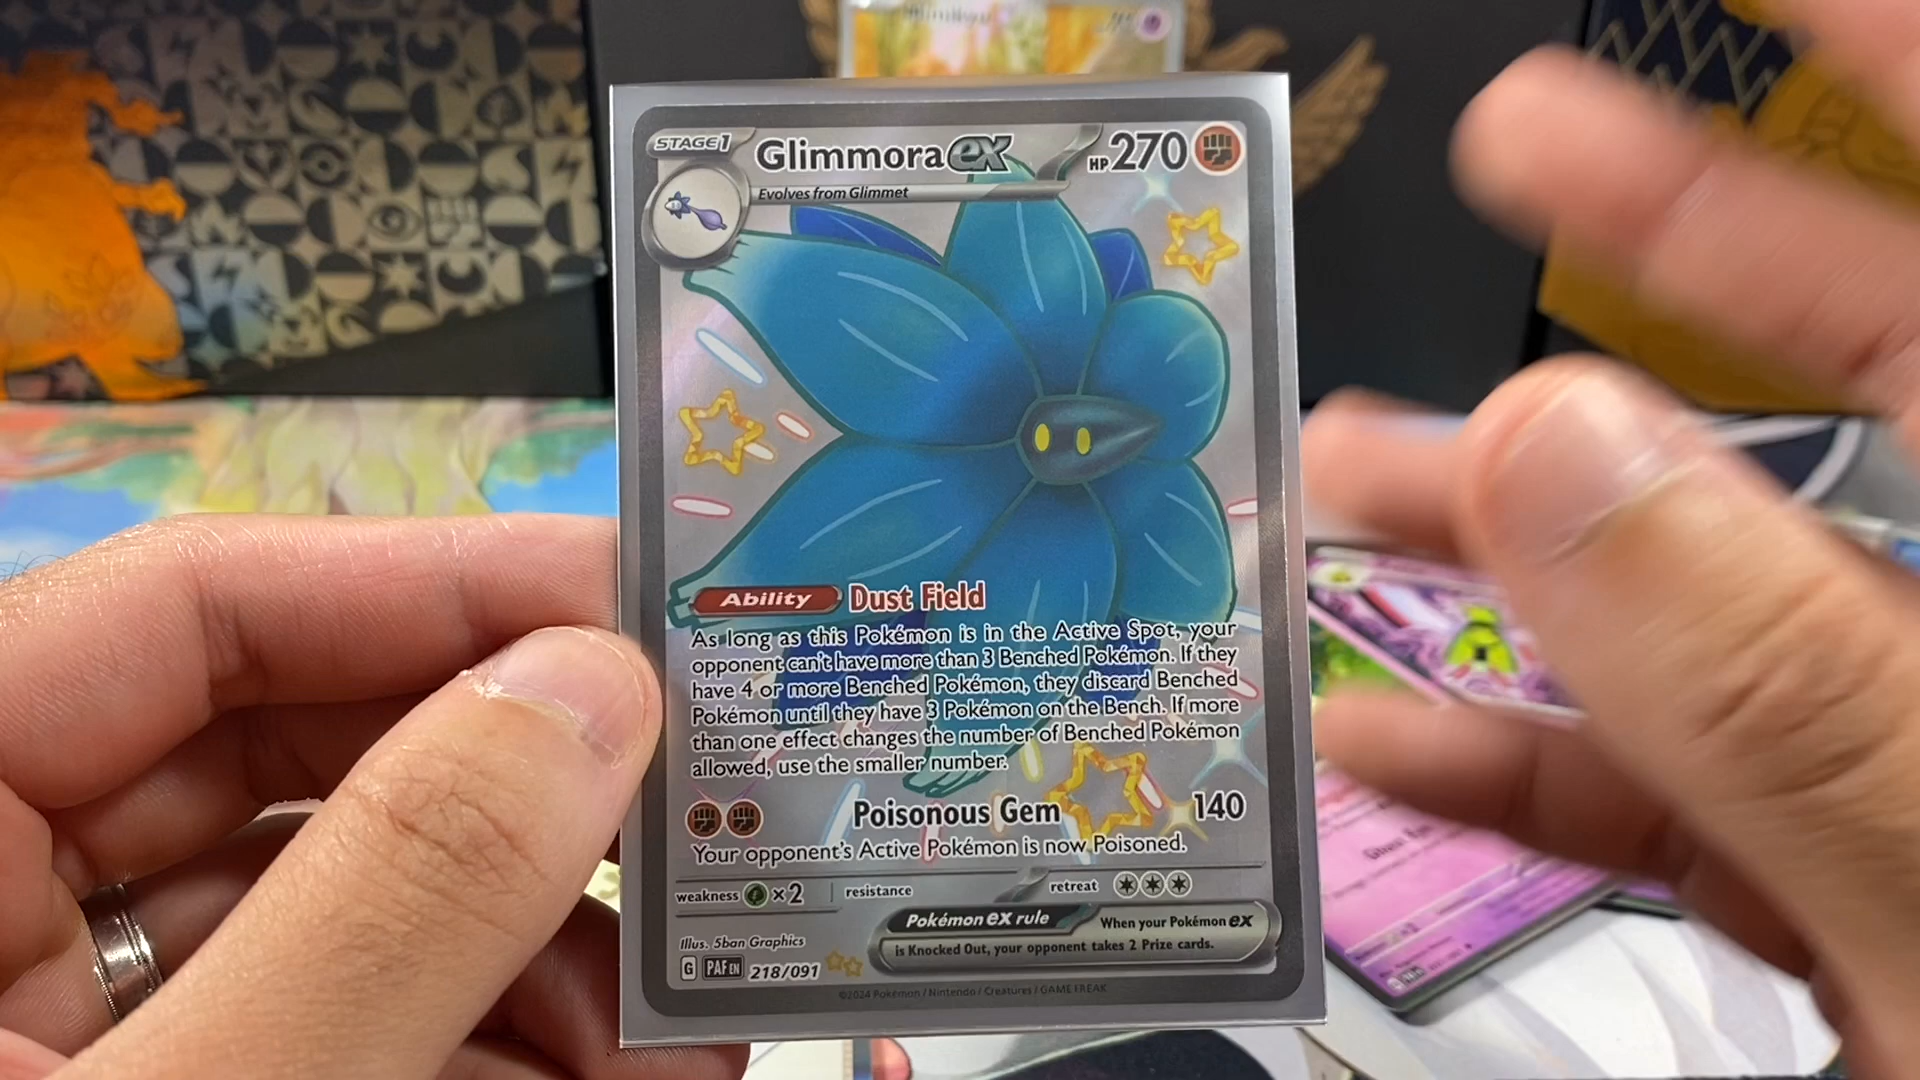 STAGE1
Glimmora ex
HP 270
Evolves from Glimmet
Ability Dust Field
As long as this Pokémon is in the Active Spot, your
opponent can't have more than 3 Benched Pokémon. If they
have 4 or more Benched Pokémon, they discard Benched
Pokémon until they have 3 Pokémon on the Bench. If more
than one effect changes the number of Benched Pokémon
allowed, use the smaller number.
Poisonous Gem 140
Your opponent's Active Pokémon is now Poisoned.
weakness ×2 resistance retreat
Pokémon ex rule When your Pokémon ex
is Knocked Out, your opponent takes 2 Prize cards.
Illus. 5ban Graphics
G PAF EN 218/091
©2024 Pokémon / Nintendo / Creatures / GAME FREAK